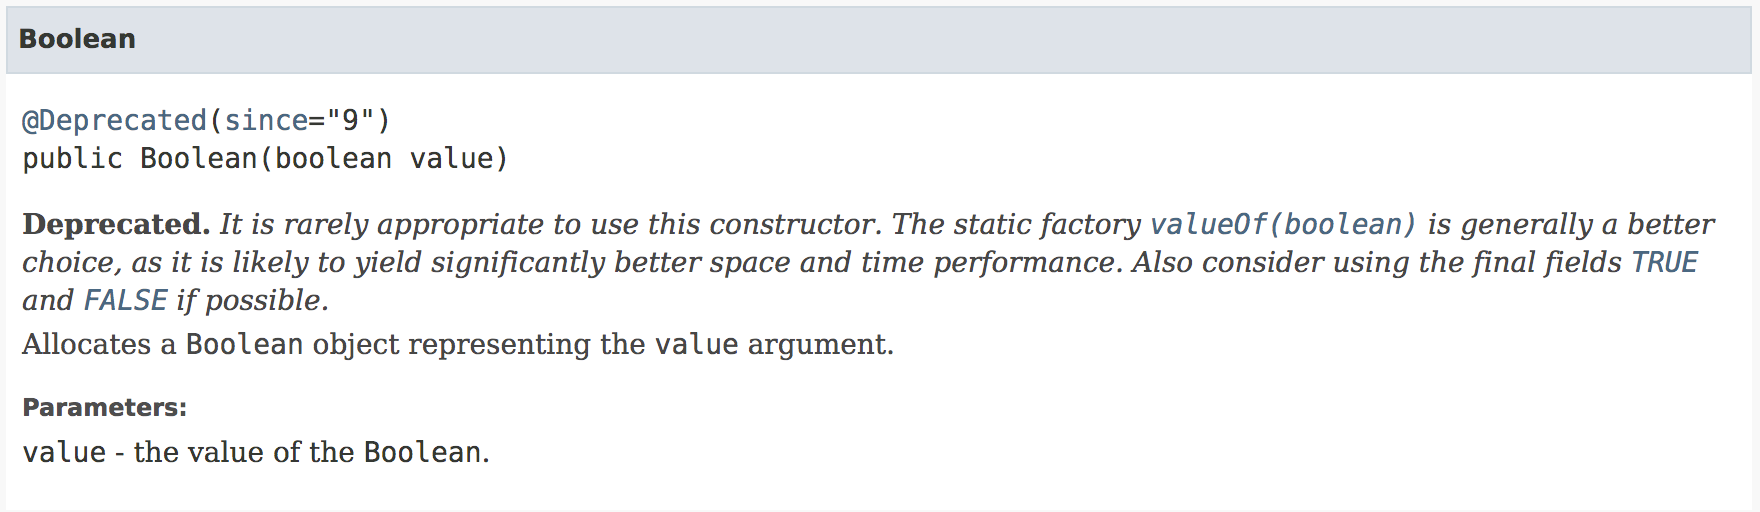 Boolean
@Deprecated(since="9")
public Boolean(boolean value)
Deprecated. It is rarely appropriate to use this constructor. The static factory valueOf(boolean) is generally a better
choice, as it is likely to yield significantly better space and time performance. Also consider using the final fields TRUE
and FALSE if possible.
Allocates a Boolean object representing the value argument.
Parameters:
value - the value of the Boolean.